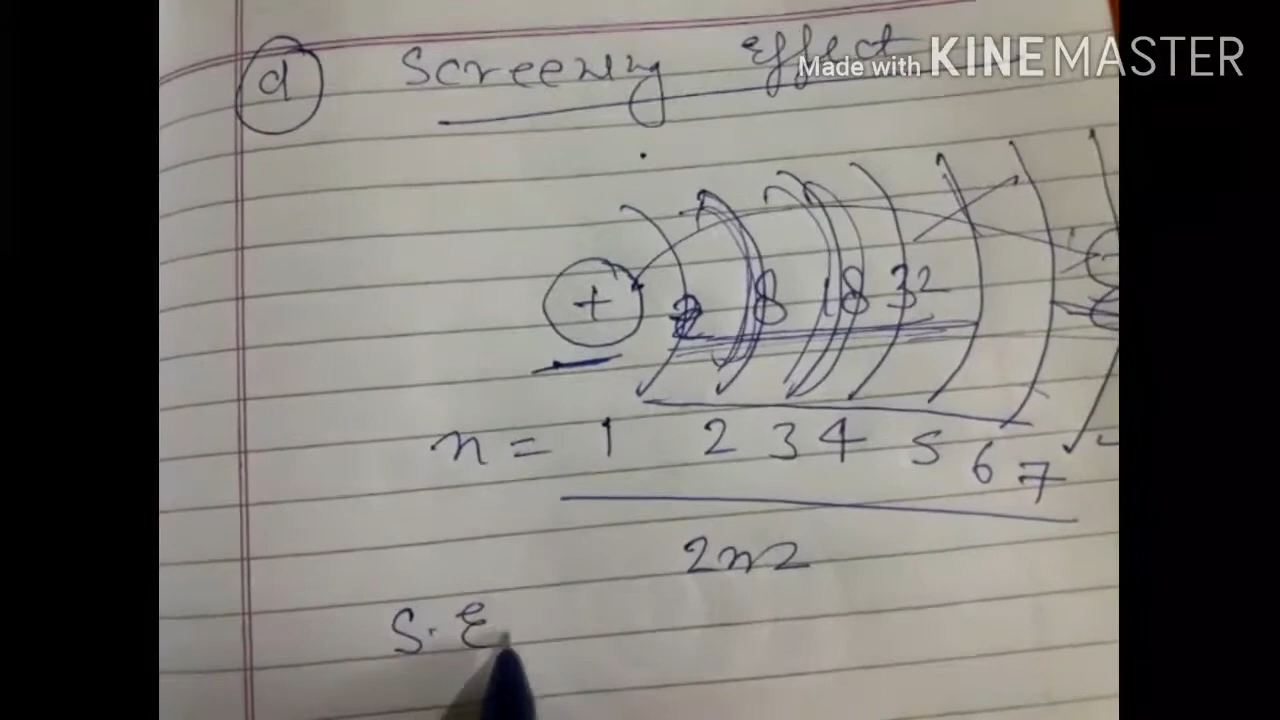 d Screening Effect
Made with KINEMASTER
+ 2 8 18 32
n = 1 2 3 4 5 6 7
2n2
S.E